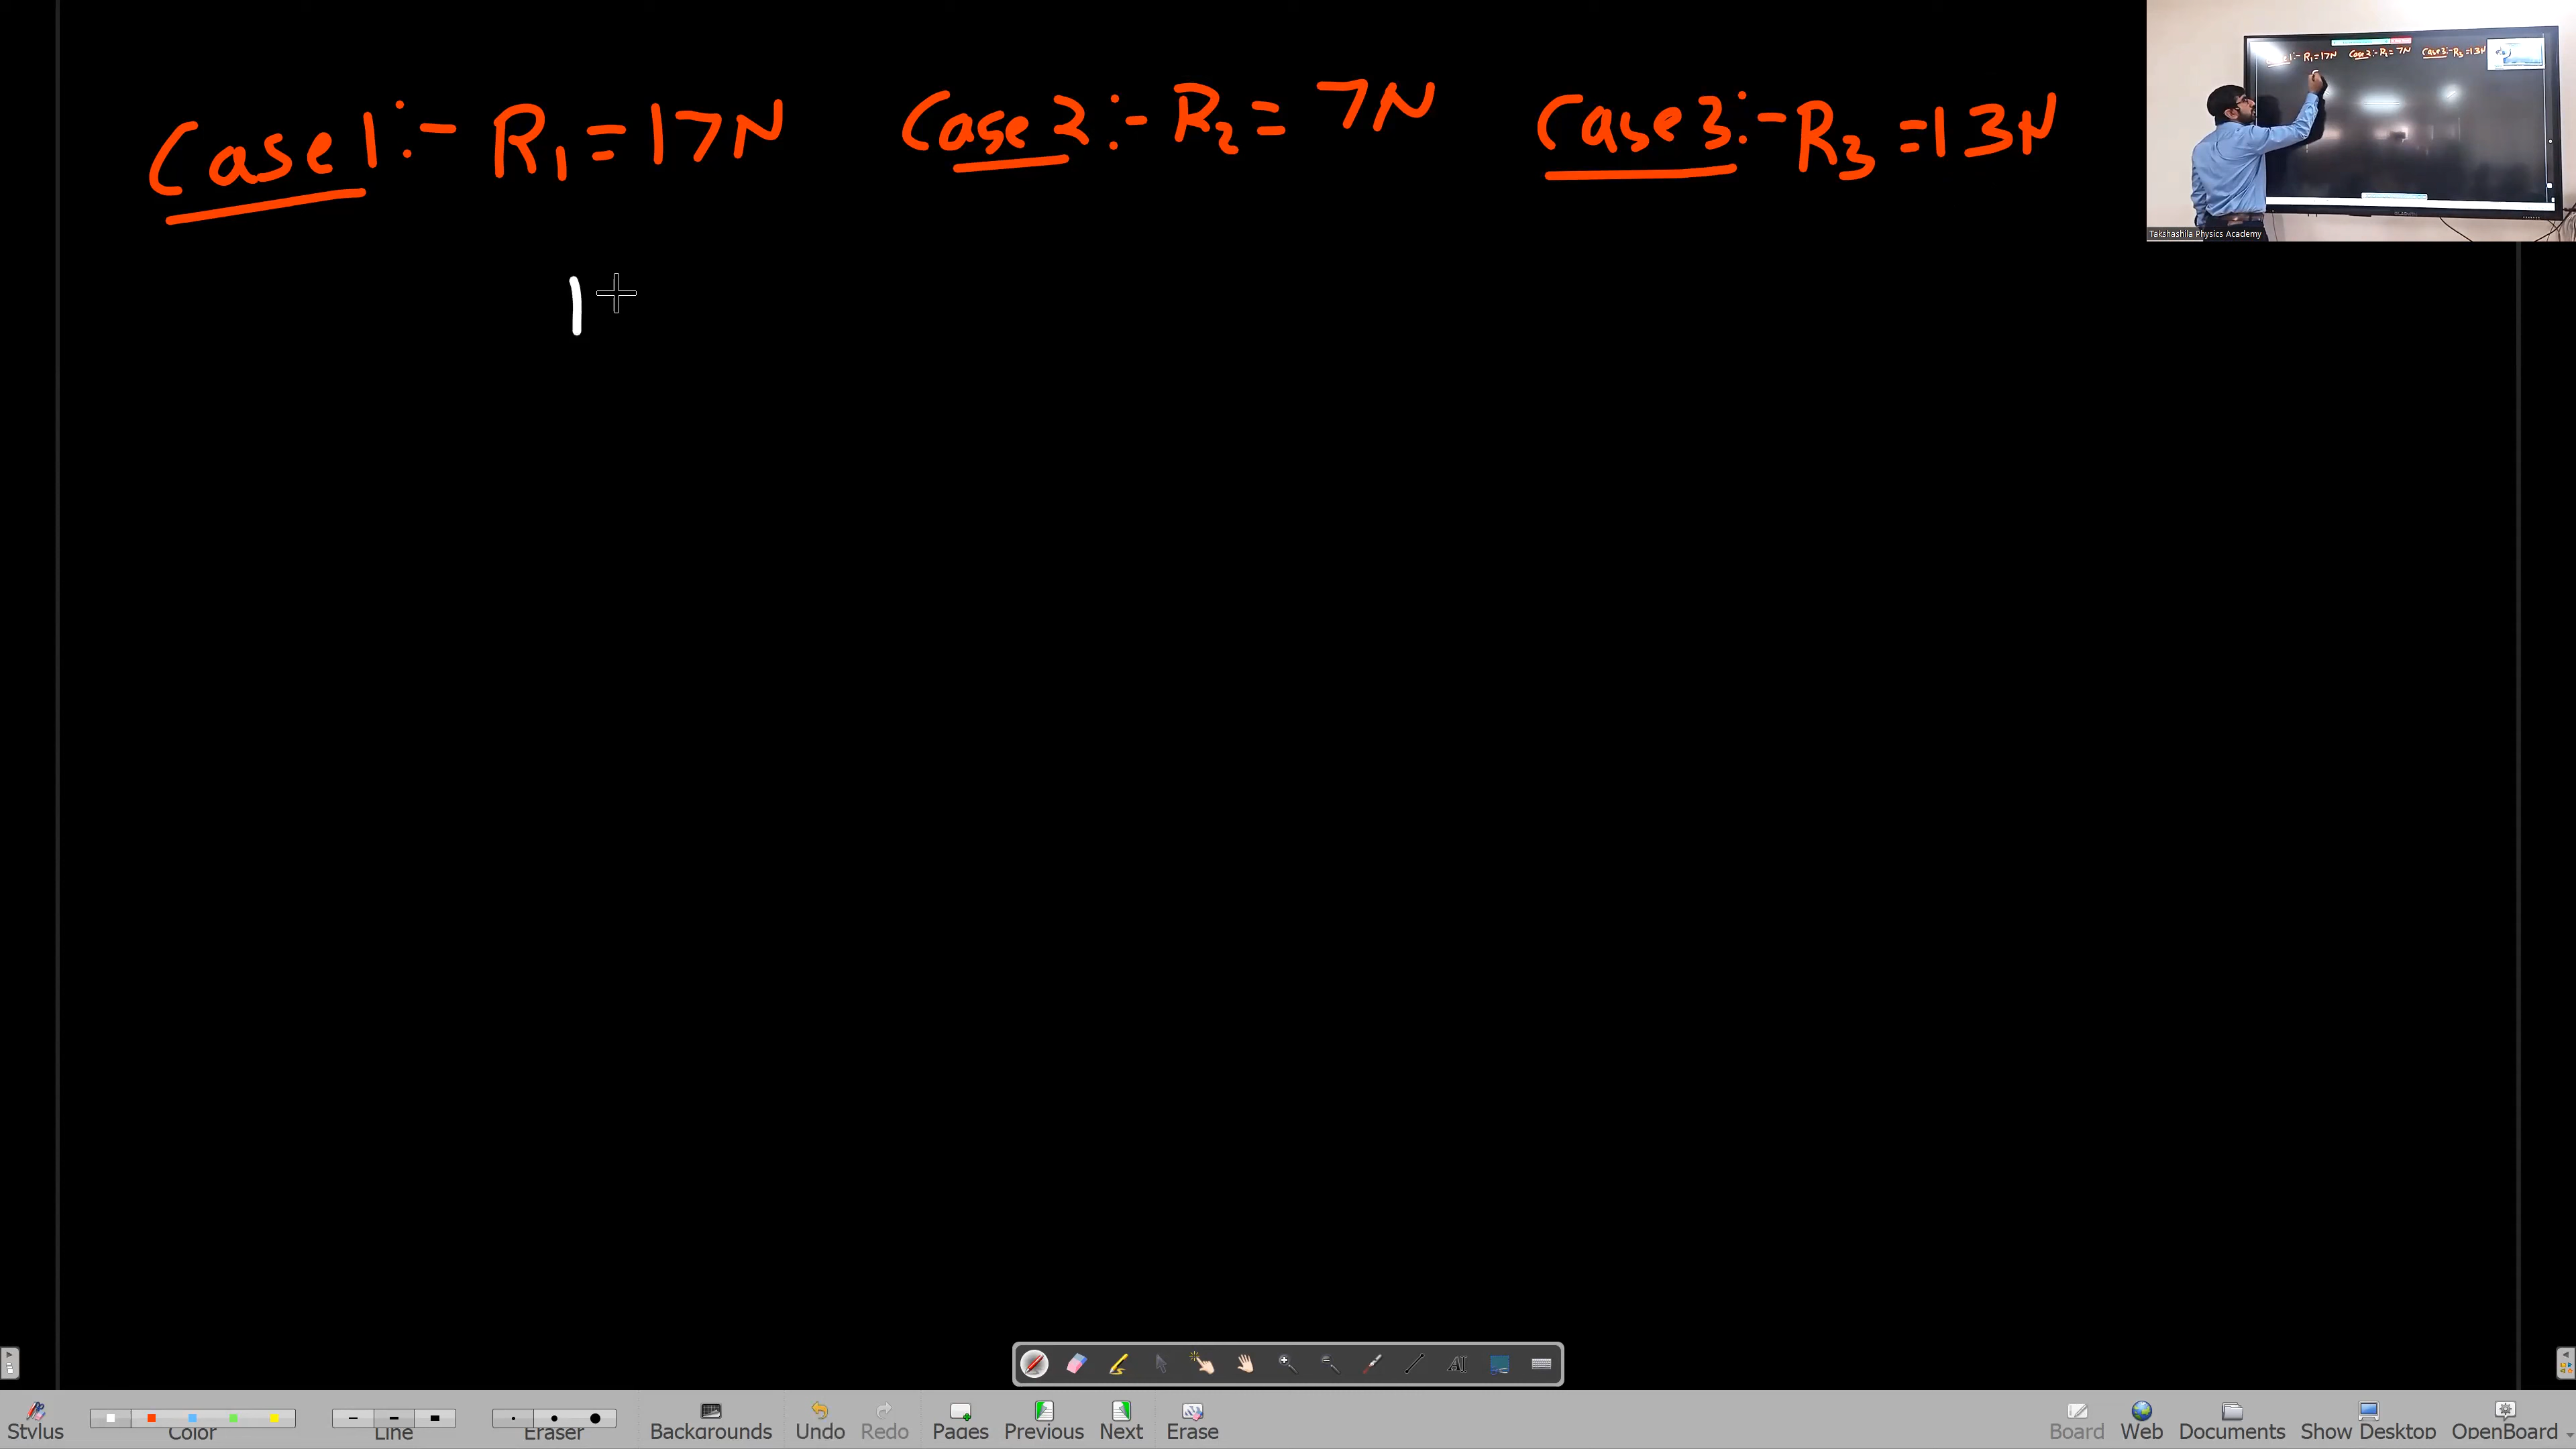 Case 1:- R₁ = 17N Case 2:- R₂ = 7N Case 3:- R₃ = 13N
1
Takshashila Physics Academy
Stylus Color Line Eraser Backgrounds Undo Redo Pages Previous Next Erase Board Web Documents Show Desktop OpenBoard